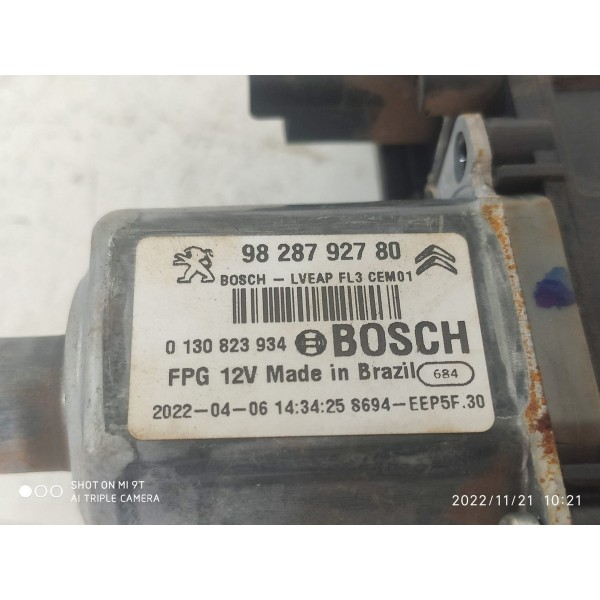 98 287 927 80
BOSCH - LVEAP FL3 CEM01
0 130 823 934 BOSCH
FPG 12V Made in Brazil 684
2022-04-06 14:34:25 8694-EEP5F.30
SHOT ON MI 9T
AI TRIPLE CAMERA
2022/11/21 10:21